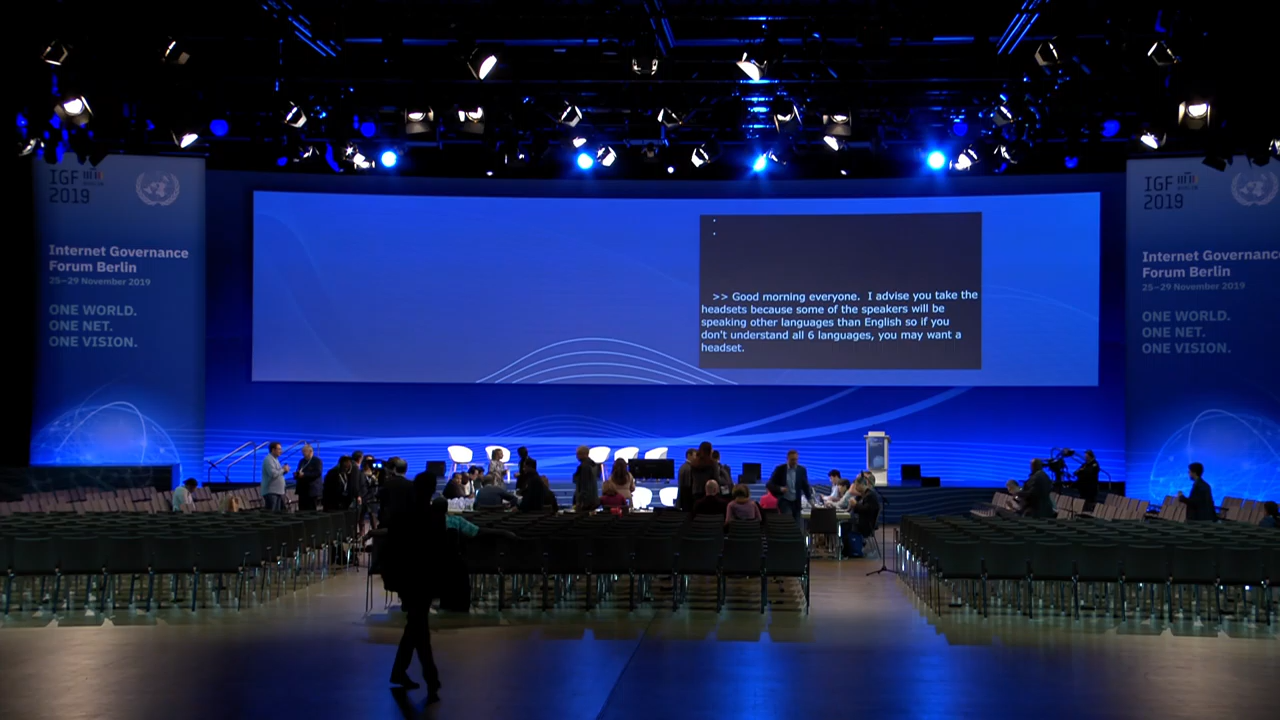 IGF
2019
Internet Governance
Forum Berlin
25–29 November 2019
ONE WORLD.
ONE NET.
ONE VISION.
>> Good morning everyone.  I advise you take the
headsets because some of the speakers will be
speaking other languages than English so if you
don't understand all 6 languages, you may want a
headset.
IGF
2019
Internet Governance
Forum Berlin
25–29 November 2019
ONE WORLD.
ONE NET.
ONE VISION.